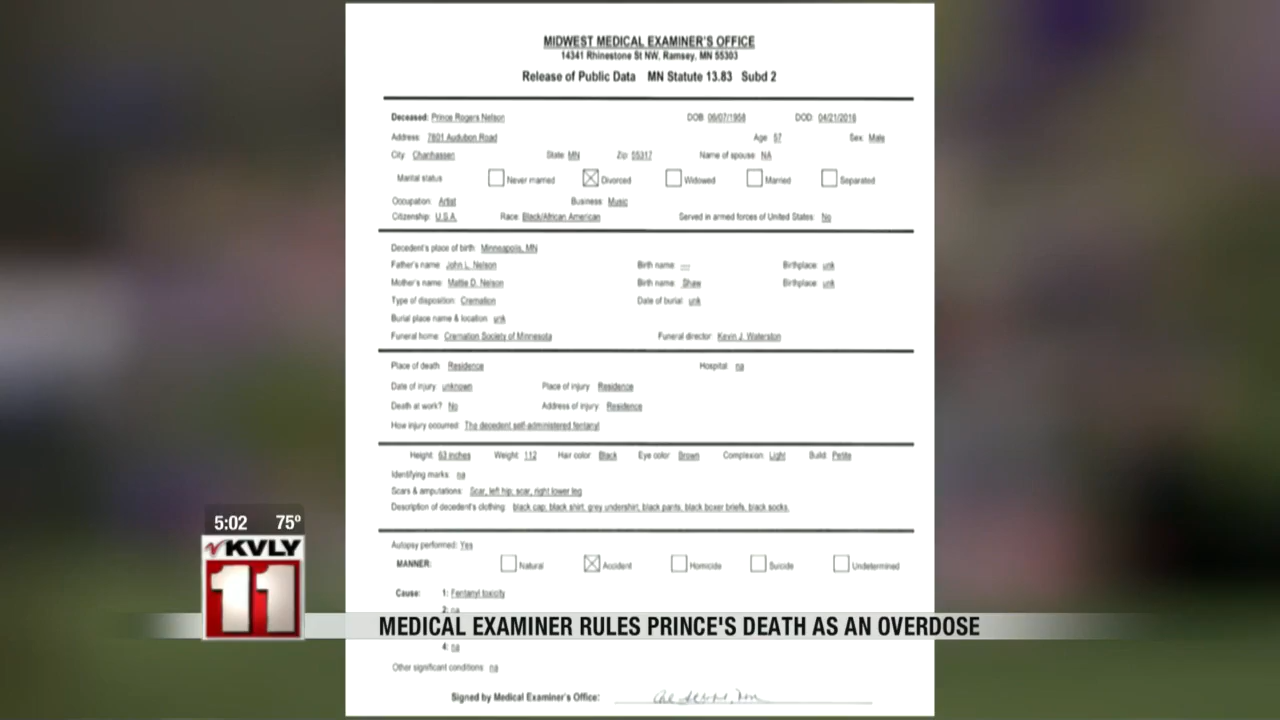 MIDWEST MEDICAL EXAMINER'S OFFICE
14341 Rhinestone St NW, Ramsey, MN 55303
Release of Public Data MN Statute 13.83 Subd 2
Deceased: Prince Rogers Nelson DOB 06/07/1958 DOD: 04/21/2016
Address: 7801 Audubon Road Age 57 Sex: Male
City Chanhassen State MN Zip 55317 Name of spouse NA
Marital status Never married Divorced Widowed Married Separated
Occupation: Artist Business: Music
Citizenship: U.S.A. Race: Black/African American Served in armed forces of United States: No
Decedent's place of birth Minneapolis, MN
Father's name John L. Nelson Birth name --- Birthplace unk
Mother's name: Mattie D. Nelson Birth name Shaw Birthplace unk
Type of disposition: Cremation Date of burial: unk
Burial place name & location unk
Funeral home Cremation Society of Minnesota Funeral director Kevin J. Waterston
Place of death Residence Hospital: na
Date of injury unknown Place of injury Residence
Death at work? No Address of injury Residence
How injury occurred The decedent self-administered fentanyl
Height: 63 inches Weight 112 Hair color Black Eye color Brown Complexion Light Build Petite
Identifying marks na
Scars & amputations: Scar, left hip; scar, right lower leg
Description of decedent's clothing black cap, black shirt, grey undershirt, black pants, black boxer briefs, black socks.
Autopsy performed: Yes
MANNER: Natural Accident Homicide Suicide Undetermined
Cause: 1: Fentanyl toxicity
2: na
4: na
Other significant conditions na
Signed by Medical Examiner's Office:
5:02 75°
KVLY
11
MEDICAL EXAMINER RULES PRINCE'S DEATH AS AN OVERDOSE